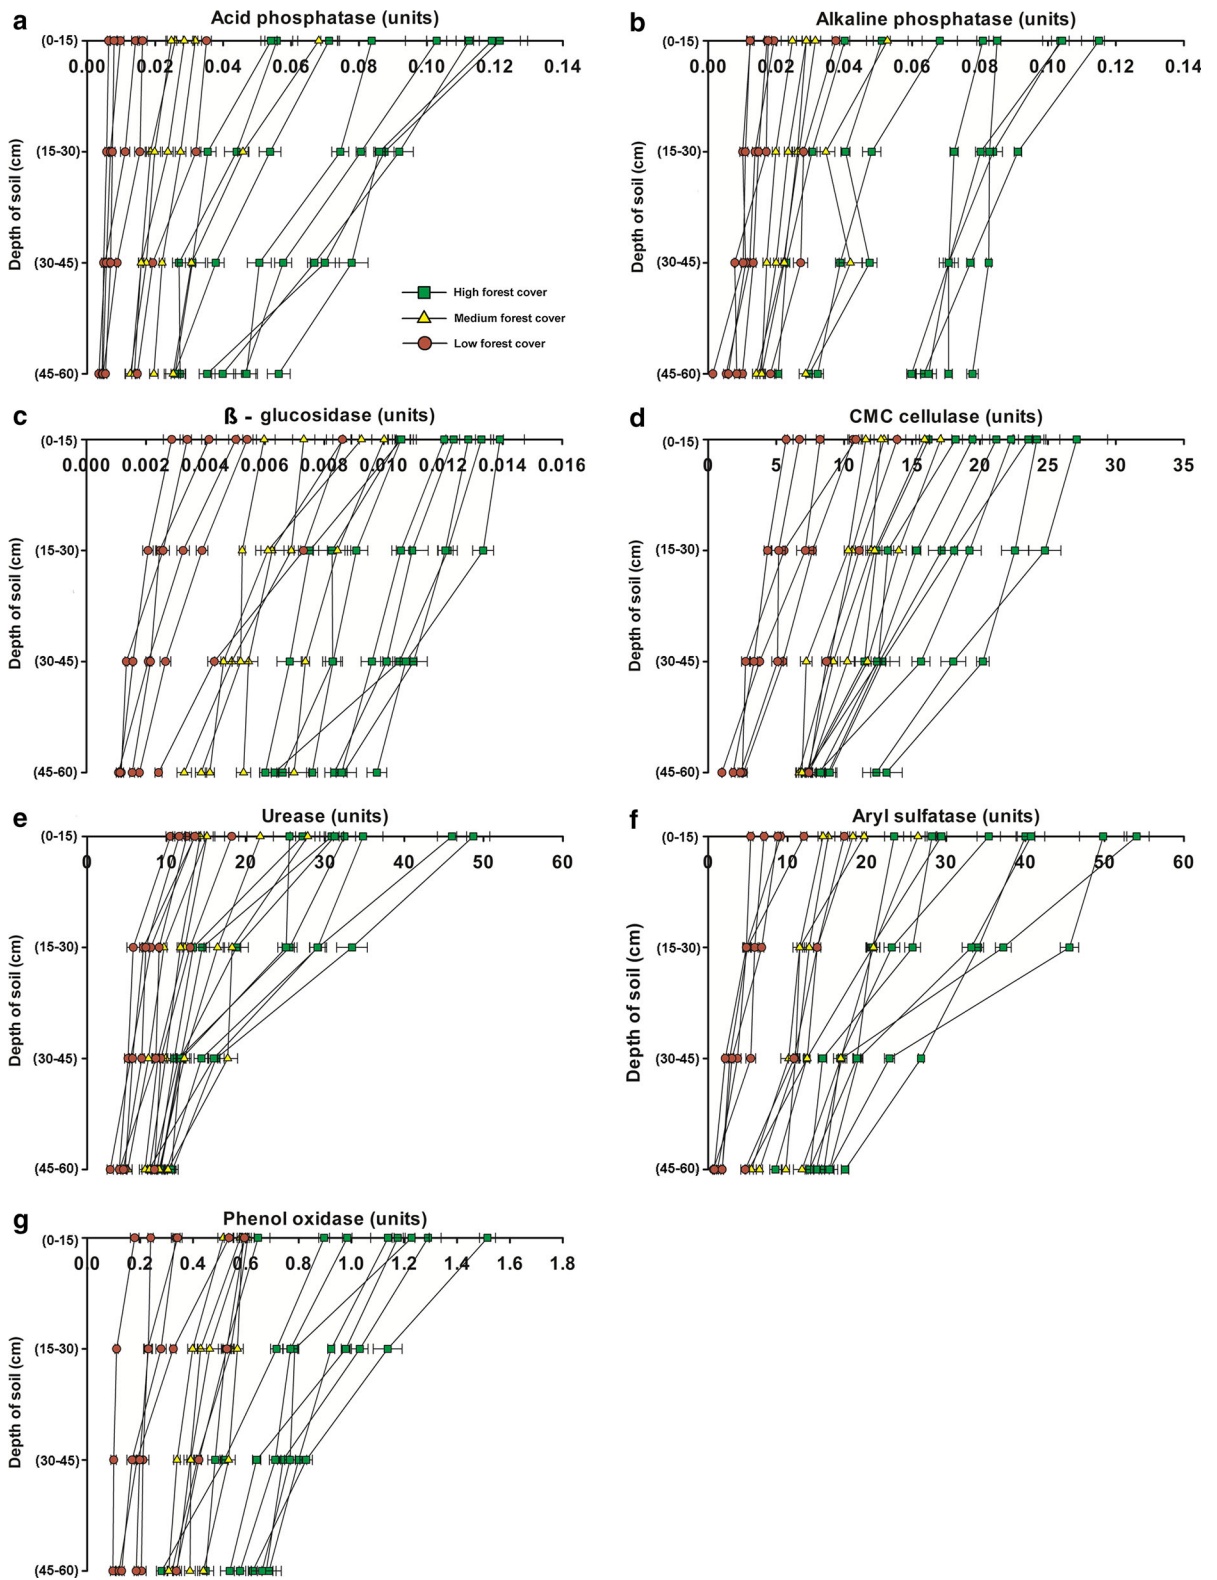 a
Acid phosphatase (units)
(0-15)
0.00 0.02 0.04 0.06 0.08 0.10 0.12 0.14
Depth of soil (cm)
(15-30)
(30-45)
(45-60)
High forest cover
Medium forest cover
Low forest cover
b
Alkaline phosphatase (units)
(0-15)
0.00 0.02 0.04 0.06 0.08 0.10 0.12 0.14
Depth of soil (cm)
(15-30)
(30-45)
(45-60)
c
ß - glucosidase (units)
(0-15)
0.000 0.002 0.004 0.006 0.008 0.010 0.012 0.014 0.016
Depth of soil (cm)
(15-30)
(30-45)
(45-60)
d
CMC cellulase (units)
(0-15)
0 5 10 15 20 25 30 35
Depth of soil (cm)
(15-30)
(30-45)
(45-60)
e
Urease (units)
(0-15)
0 10 20 30 40 50 60
Depth of soil (cm)
(15-30)
(30-45)
(45-60)
f
Aryl sulfatase (units)
(0-15)
0 10 20 30 40 50 60
Depth of soil (cm)
(15-30)
(30-45)
(45-60)
g
Phenol oxidase (units)
(0-15)
0.0 0.2 0.4 0.6 0.8 1.0 1.2 1.4 1.6 1.8
Depth of soil (cm)
(15-30)
(30-45)
(45-60)